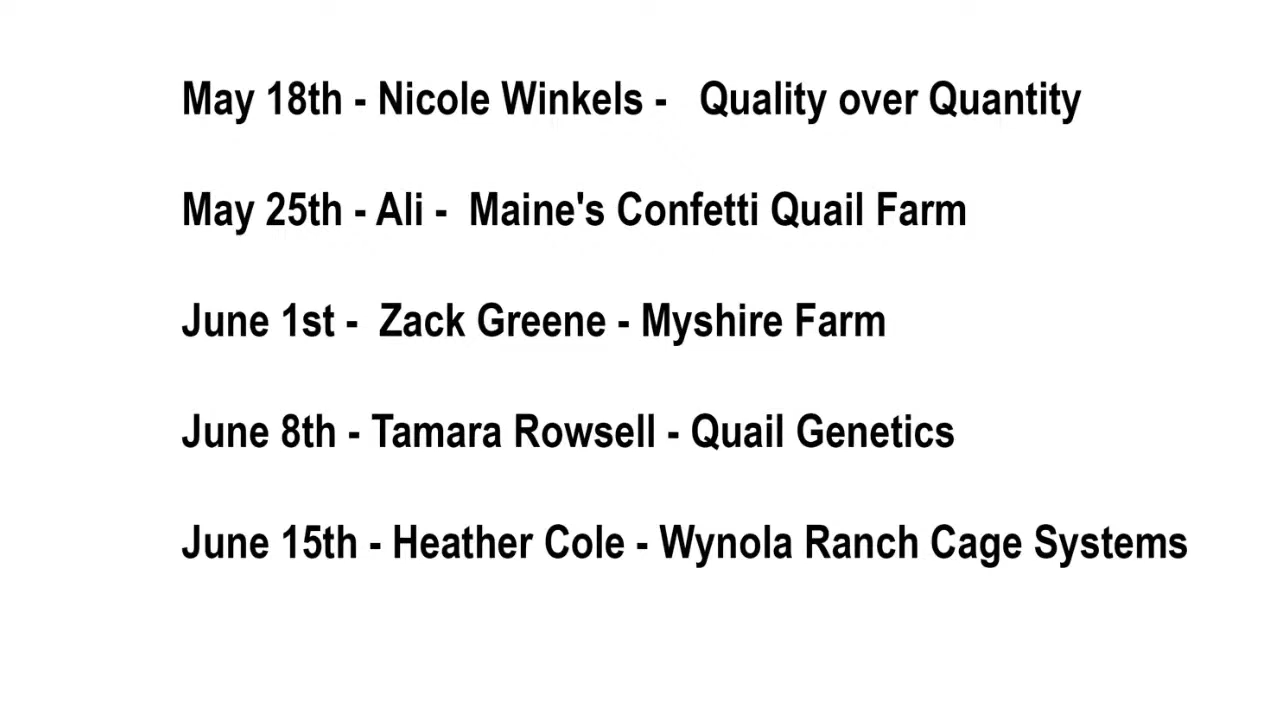 May 18th - Nicole Winkels -   Quality over Quantity
May 25th - Ali -  Maine's Confetti Quail Farm
June 1st -  Zack Greene - Myshire Farm
June 8th - Tamara Rowsell - Quail Genetics
June 15th - Heather Cole - Wynola Ranch Cage Systems